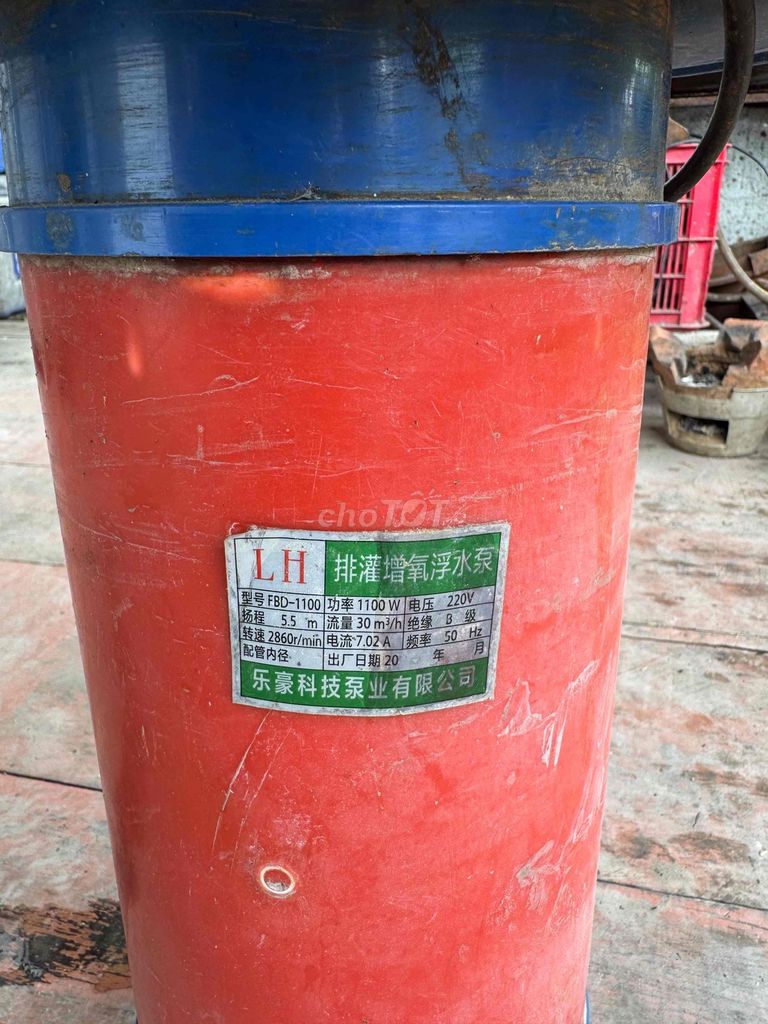 choTỐT
LH 排灌增氧浮水泵
型号 FBD-1100 功率 1100 W 电压 220V
扬程 5.5 m 流量 30 m³/h 绝缘 B 级
转速 2860r/min 电流 7.02 A 频率 50 Hz
配管内径 出厂日期 20 年 月
乐豪科技泵业有限公司